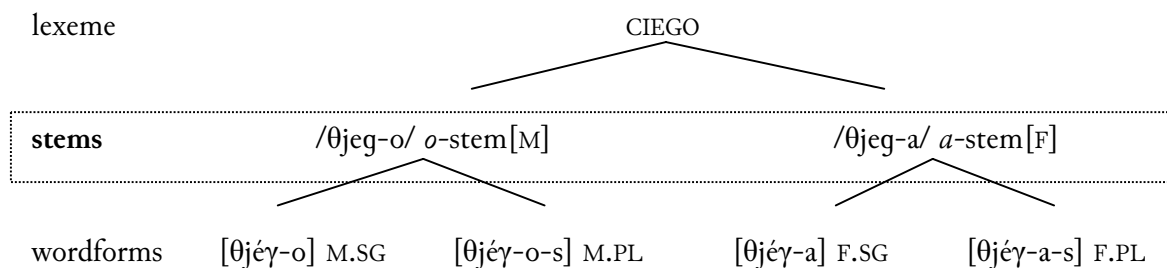 lexeme CIEGO
stems /θjeg-o/ o-stem[M] /θjeg-a/ a-stem[F]
wordforms [θjéɣ-o] M.SG [θjéɣ-o-s] M.PL [θjéɣ-a] F.SG [θjéɣ-a-s] F.PL